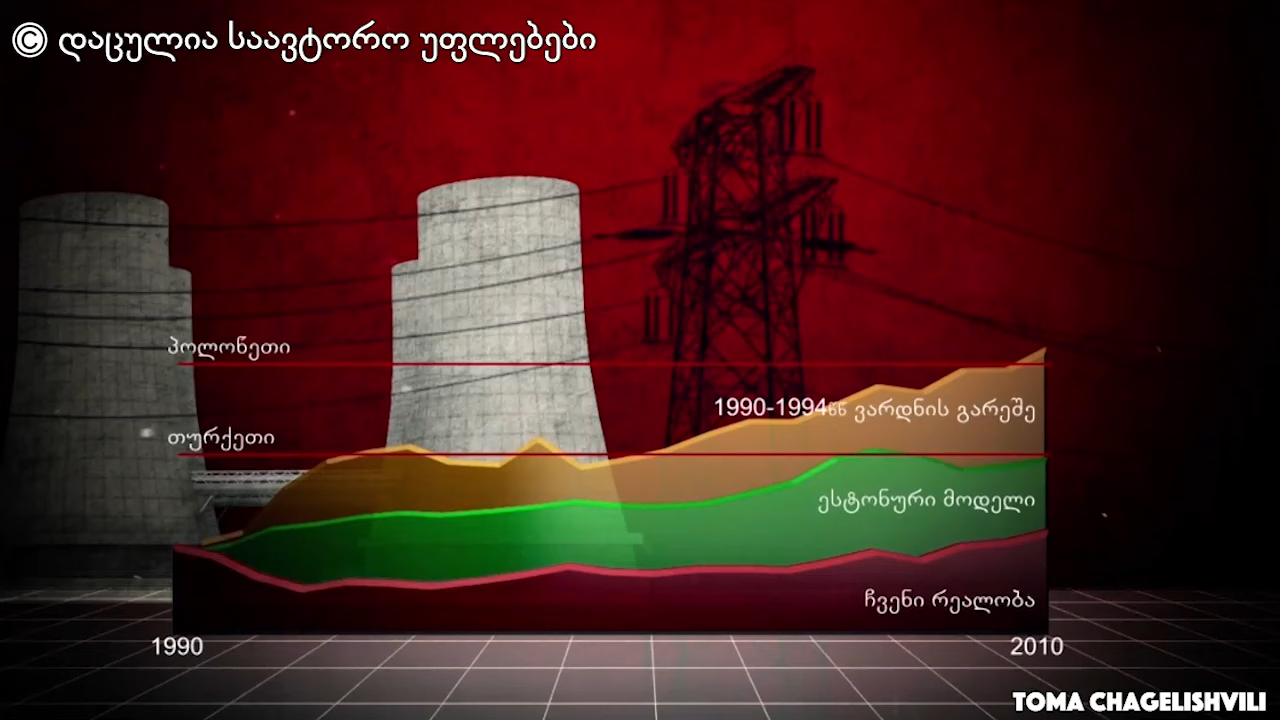 © დაცულია საავტორო უფლებები
პოლონეთი
1990-1994წწ ვარდნის გარეშე
თურქეთი
ესტონური მოდელი
ჩვენი რეალობა
1990
2010
TOMA CHAGELISHVILI